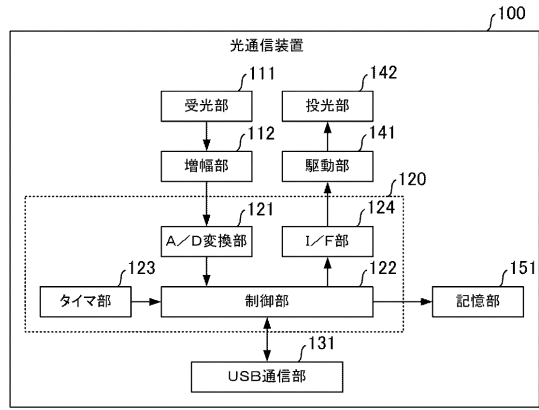 100
光通信装置
111
受光部
142
投光部
112
増幅部
141
駆動部
120
121
A/D変換部
124
I/F部
123
タイマ部
122
制御部
151
記憶部
131
USB通信部